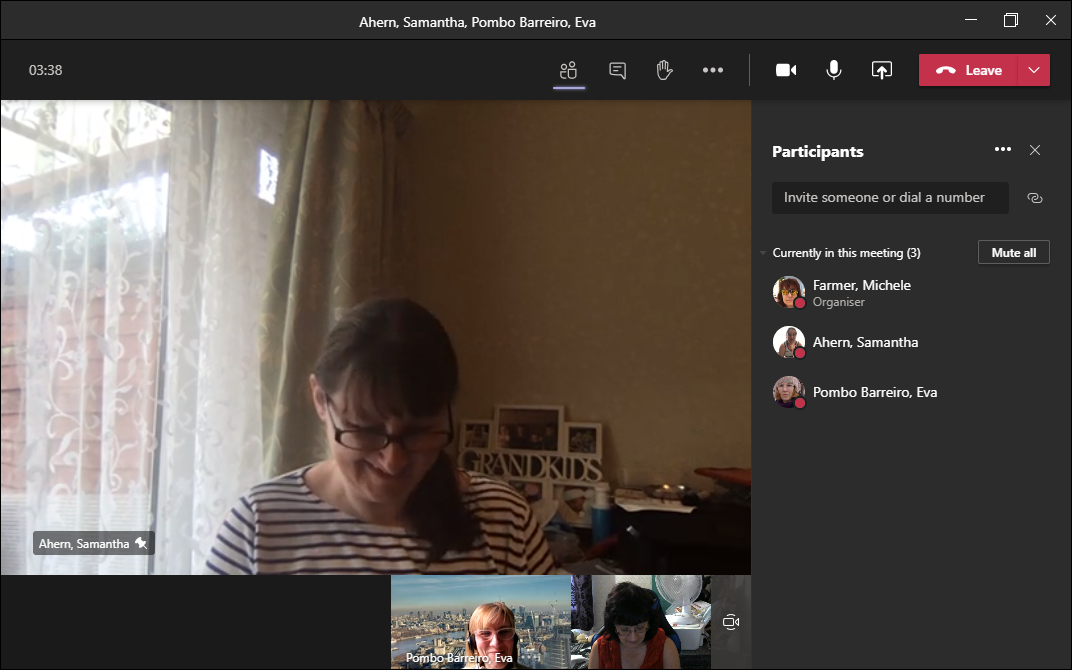 Ahern, Samantha, Pombo Barreiro, Eva
03:38
Leave
Participants
Invite someone or dial a number
Currently in this meeting (3)
Mute all
Farmer, Michele
Organiser
Ahern, Samantha
Pombo Barreiro, Eva
GRANDKIDS
Ahern, Samantha
Pombo Barreiro, Eva